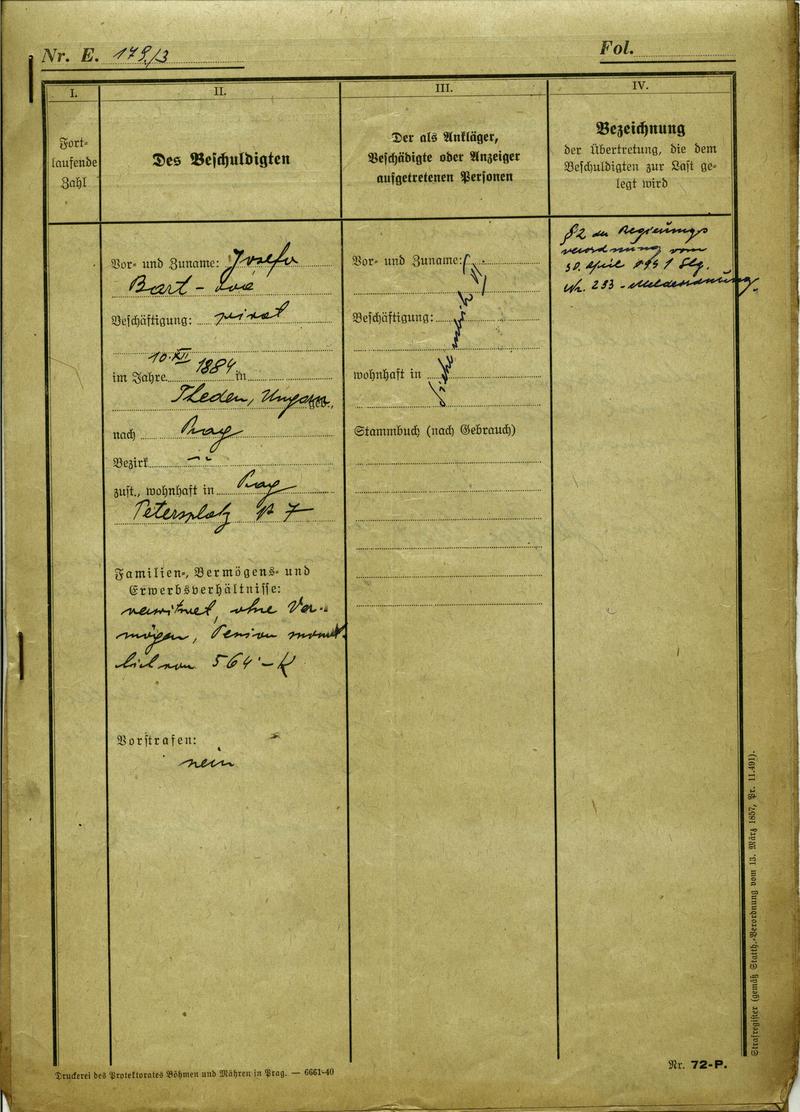 Nr. E. 179/3
Fol.
I.
Fort-
laufende
Zahl
II.
Des Beschuldigten
III.
Der als Ankläger,
Beschädigte oder Anzeiger
aufgetretenen Personen
IV.
Bezeichnung
der Übertretung, die dem
Beschuldigten zur Last ge-
legt wird
Vor- und Zuname: Josefa
Bart -
Beschäftigung: privat
10.XII 1884
im Jahre in
Theden, Ungarn geb.,
nach Prag
Bezirk
zust., wohnhaft in Prag
Petersplatz No 7
Familien-, Vermögens- und
Erwerbsverhältnisse:
verwitwet, ohne Ver-
mögen, Pension monat-
lich von 564·- K
Vorstrafen:
nein
Vor- und Zuname:
Beschäftigung:
wohnhaft in
Stammbuch (nach Gebrauch)
siehe
§2 der Regierungs
verordnung vom
30. April Slg.
Nr. 253 - Meldeordnung
Strafregister (gemäß Statth.-Verordnung vom 13. März 1857, Pr. 11.491).
Druckerei des Protektorates Böhmen und Mähren in Prag. — 6661-40
Nr. 72-P.